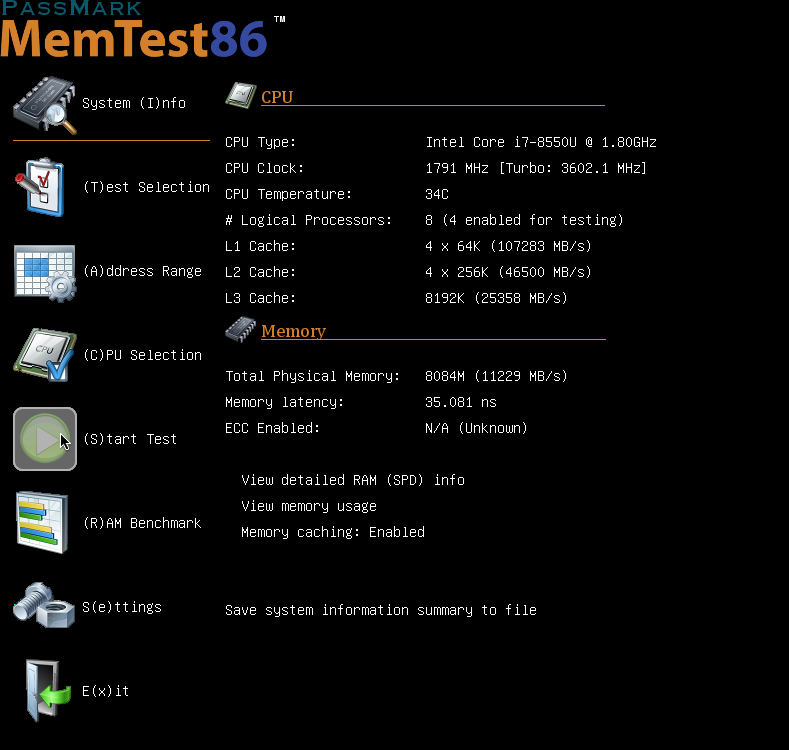 PASSMARK
MemTest86 ™
System (I)nfo
(T)est Selection
(A)ddress Range
(C)PU Selection
(S)tart Test
(R)AM Benchmark
S(e)ttings
E(x)it
CPU
CPU Type: Intel Core i7-8550U @ 1.80GHz
CPU Clock: 1791 MHz [Turbo: 3602.1 MHz]
CPU Temperature: 34C
# Logical Processors: 8 (4 enabled for testing)
L1 Cache: 4 x 64K (107283 MB/s)
L2 Cache: 4 x 256K (46500 MB/s)
L3 Cache: 8192K (25358 MB/s)
Memory
Total Physical Memory: 8084M (11229 MB/s)
Memory latency: 35.081 ns
ECC Enabled: N/A (Unknown)
View detailed RAM (SPD) info
View memory usage
Memory caching: Enabled
Save system information summary to file
CPU